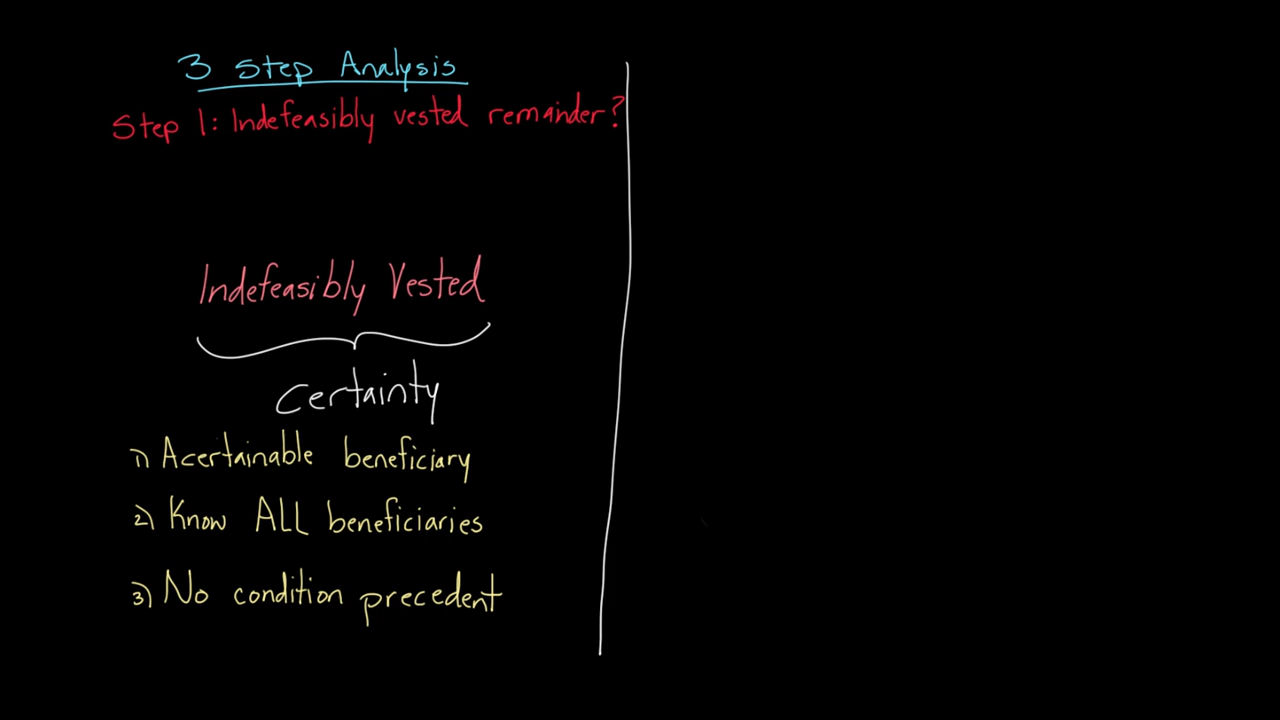 3 Step Analysis
Step 1: Indefeasibly vested remainder?
Indefeasibly Vested
Certainty
1) Acertainable beneficiary
2) Know ALL beneficiaries
3) No condition precedent